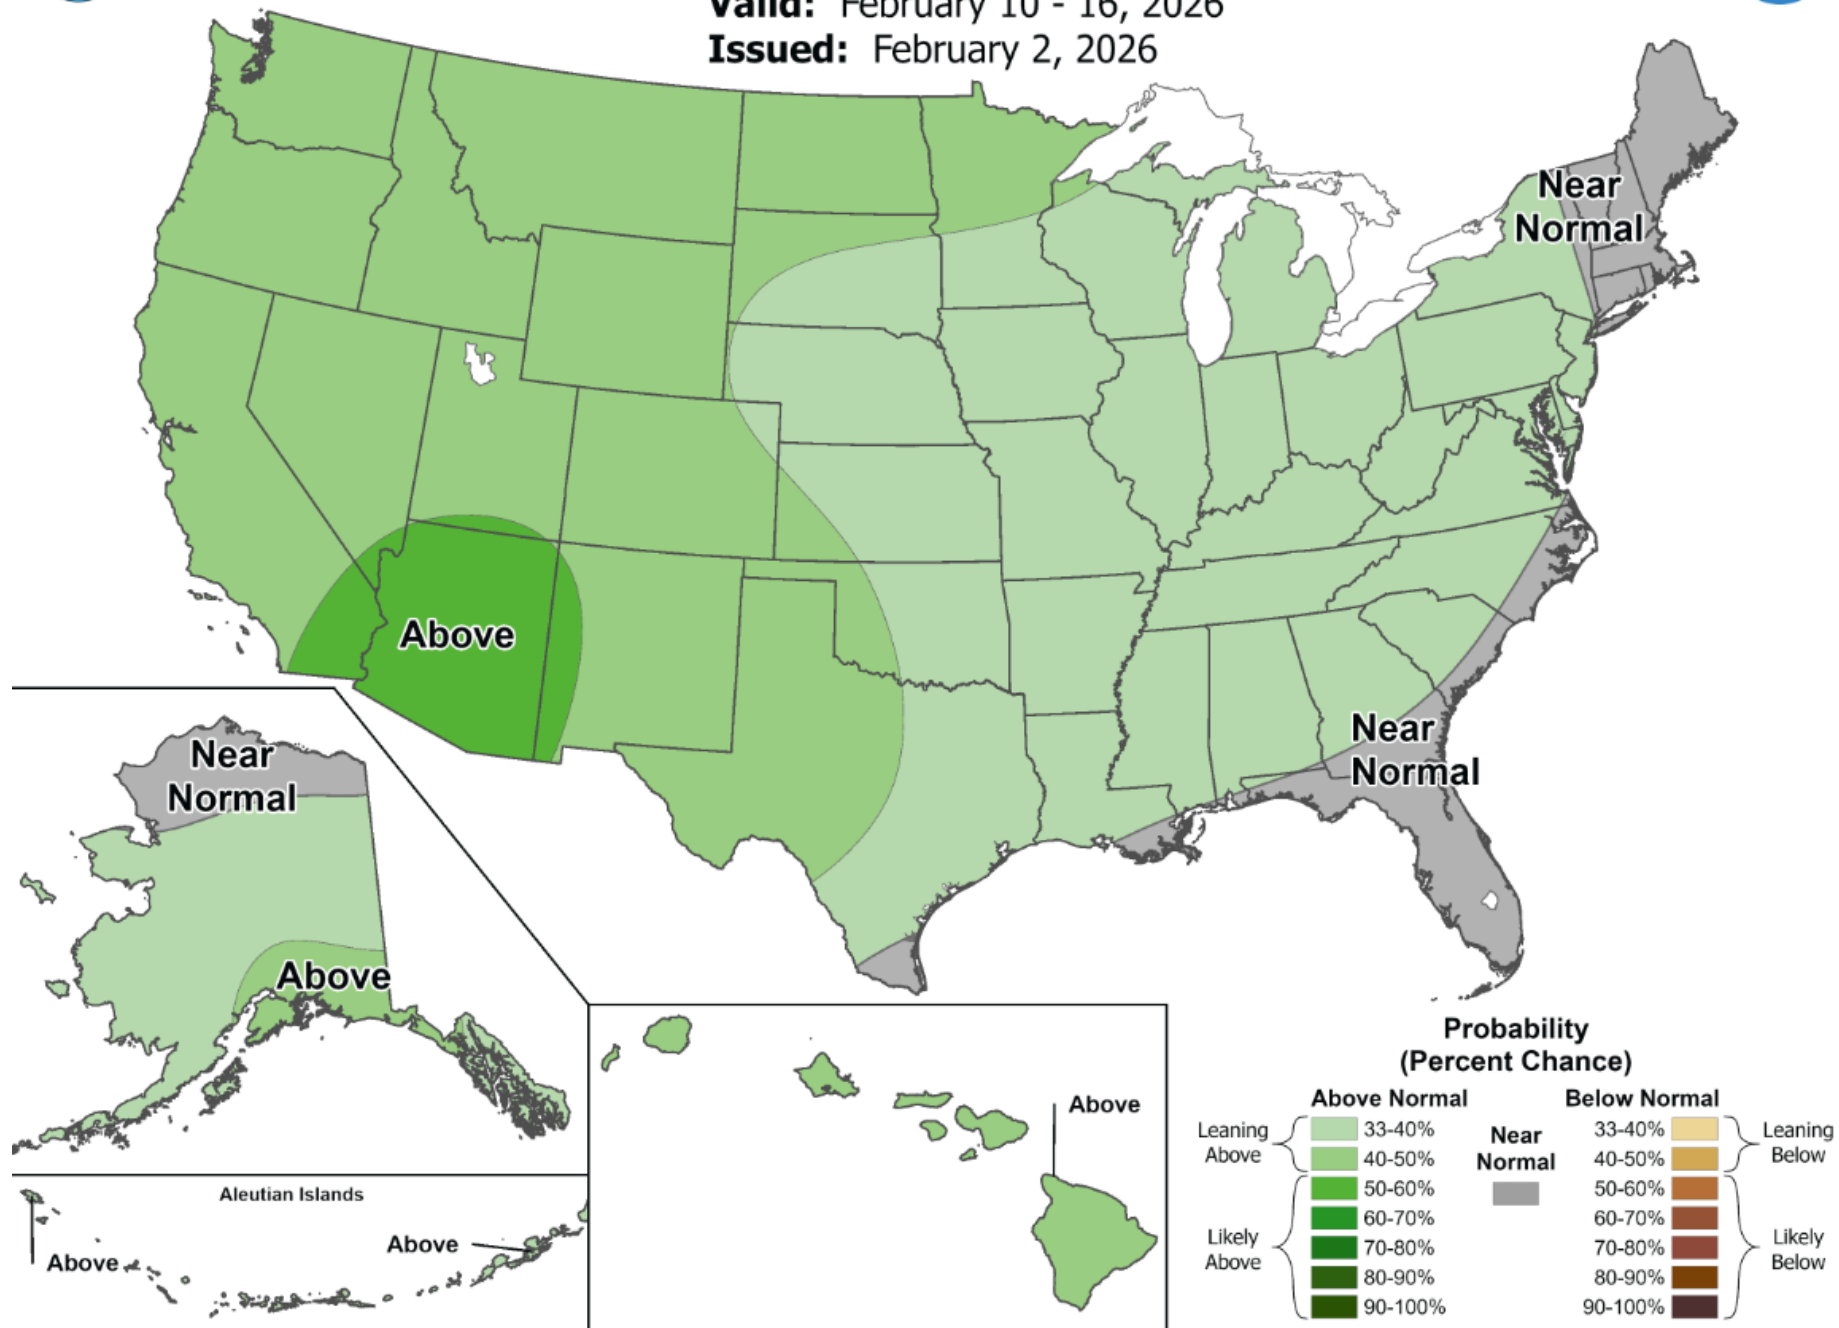 Valid: February 10 - 16, 2026
Issued: February 2, 2026
Near
Normal
Above
Near
Normal
Near
Normal
Above
Above
Aleutian Islands
Above
Above
Probability
(Percent Chance)
Above Normal
Below Normal
Leaning
Above
33-40%
40-50%
Near
Normal
33-40%
40-50%
Leaning
Below
Likely
Above
50-60%
60-70%
70-80%
80-90%
90-100%
50-60%
60-70%
70-80%
80-90%
90-100%
Likely
Below